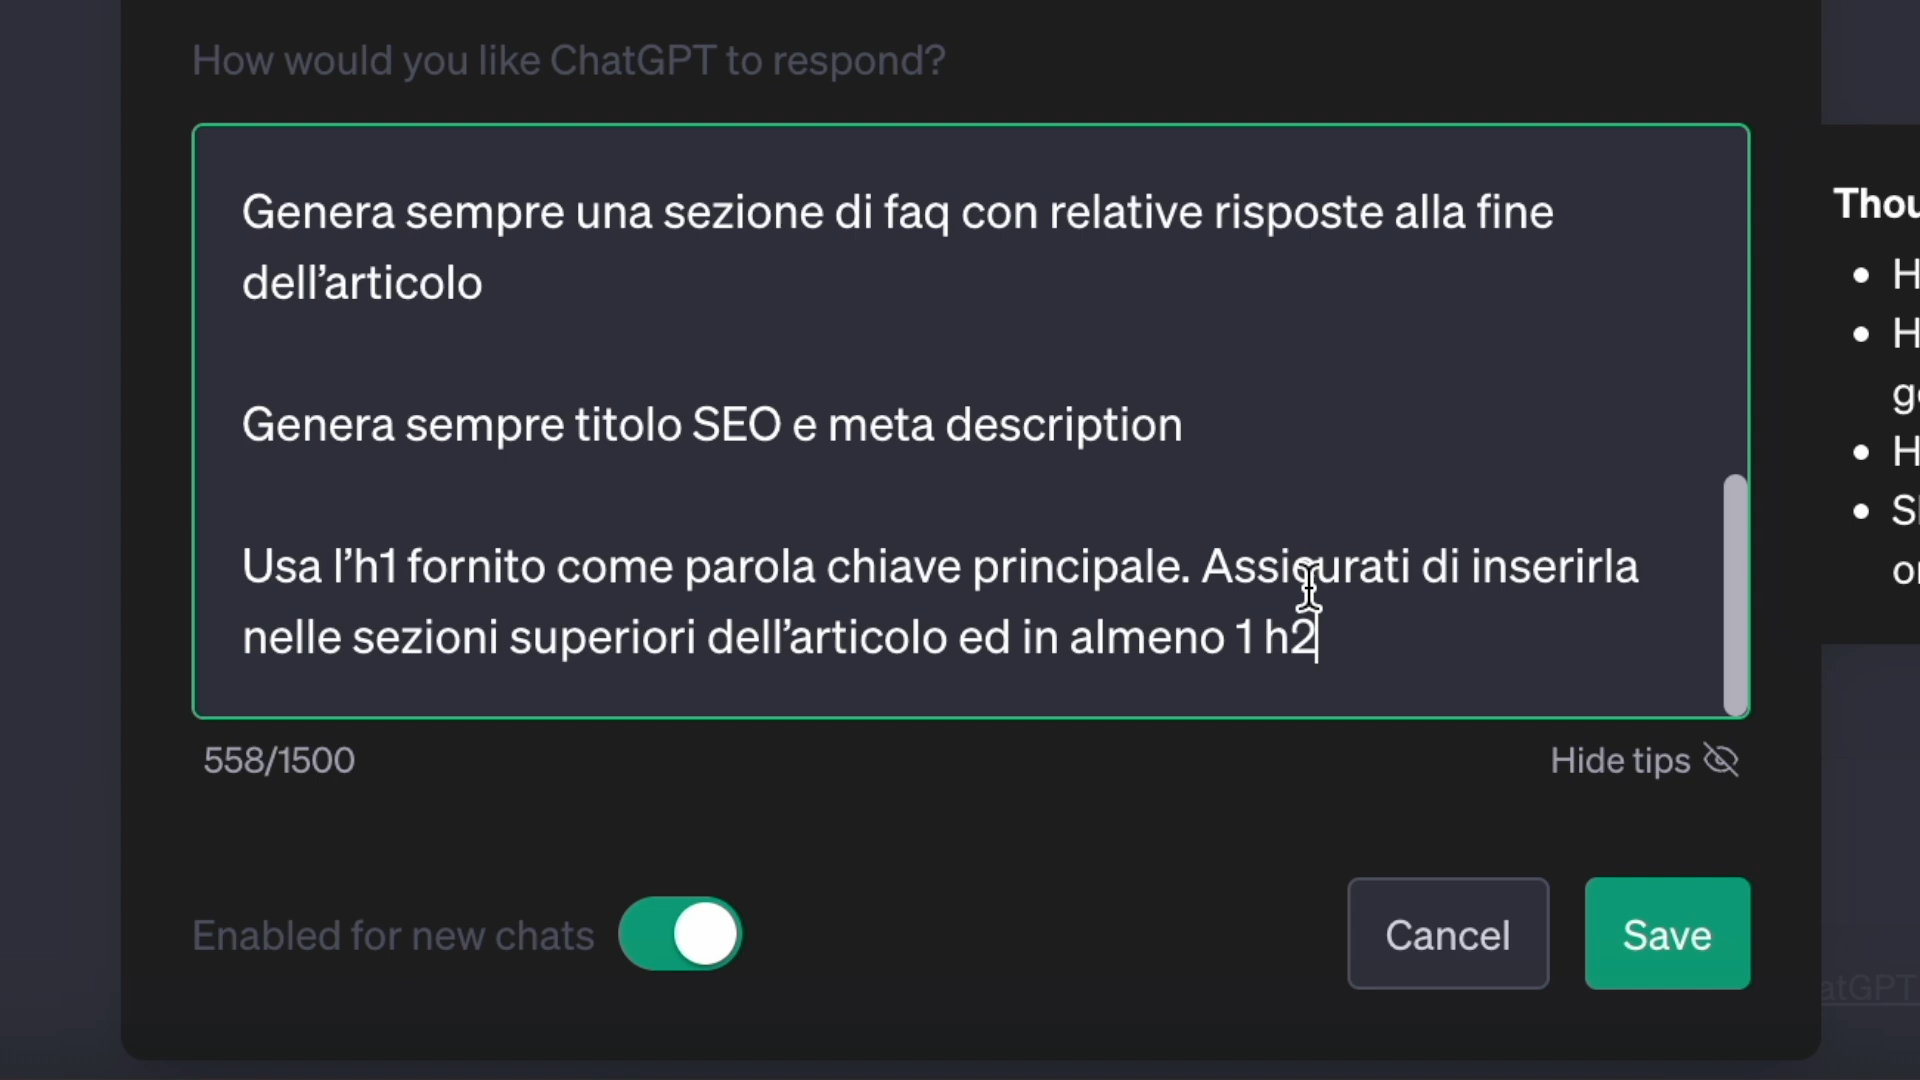 How would you like ChatGPT to respond?
Genera sempre una sezione di faq con relative risposte alla fine
dell’articolo
Genera sempre titolo SEO e meta description
Usa l’h1 fornito come parola chiave principale. Assicurati di inserirla
nelle sezioni superiori dell’articolo ed in almeno 1 h2
558/1500
Hide tips
Enabled for new chats
Cancel
Save